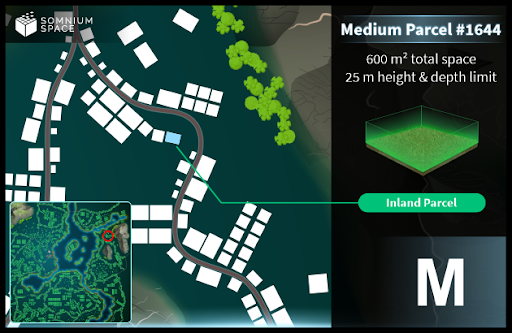 SOMNIUM
SPACE
Medium Parcel #1644
600 m² total space
25 m height & depth limit
Inland Parcel
M